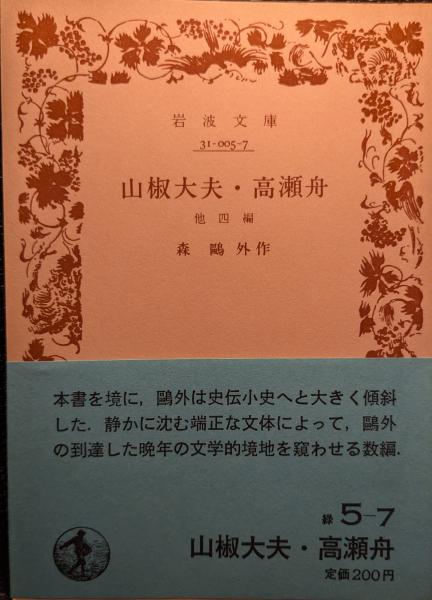 岩波文庫
31-005-7
山椒大夫・高瀬舟
他四編
森鷗外作
本書を境に，鷗外は史伝小史へと大きく傾斜
した．静かに沈む端正な文体によって，鷗外
の到達した晩年の文学的境地を窺わせる数編．
緑 5-7
山椒大夫・高瀬舟
定価200円